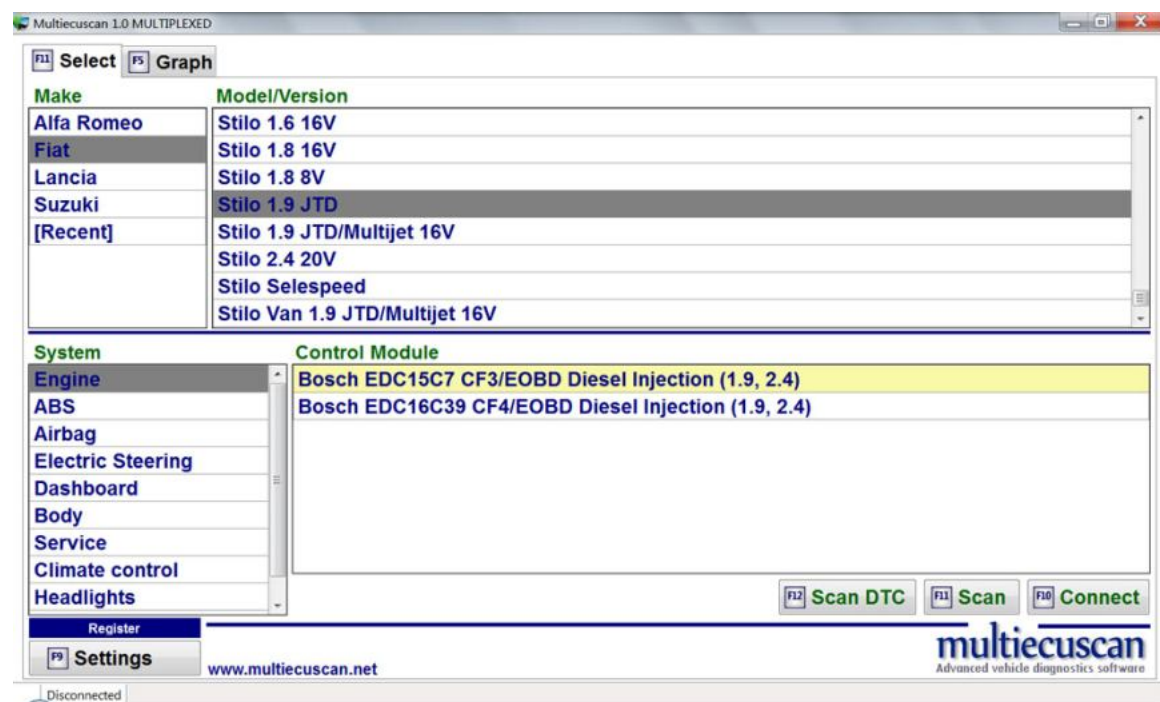 Multiecuscan 1.0 MULTIPLEXED
F11 Select F5 Graph
Make Model/Version
Alfa Romeo Stilo 1.6 16V
Fiat Stilo 1.8 16V
Lancia Stilo 1.8 8V
Suzuki Stilo 1.9 JTD
[Recent] Stilo 1.9 JTD/Multijet 16V
Stilo 2.4 20V
Stilo Selespeed
Stilo Van 1.9 JTD/Multijet 16V
System Control Module
Engine Bosch EDC15C7 CF3/EOBD Diesel Injection (1.9, 2.4)
ABS Bosch EDC16C39 CF4/EOBD Diesel Injection (1.9, 2.4)
Airbag
Electric Steering
Dashboard
Body
Service
Climate control
Headlights
F12 Scan DTC F11 Scan F10 Connect
Register
F9 Settings www.multiecuscan.net
multiecuscan
Advanced vehicle diagnostics software
Disconnected